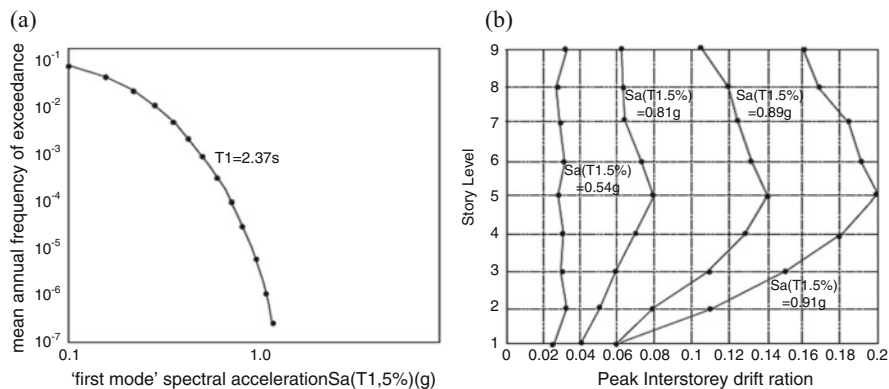 (a)
mean annual frequency of exceedance
10-1
10-2
10-3
10-4
10-5
10-6
10-7
T1=2.37s
0.1
1.0
'first mode' spectral accelerationSa(T1,5%)(g)
(b)
Story Level
9
8
7
6
5
4
3
2
1
Sa(T1.5%)
=0.81g
Sa(T1.5%)
=0.89g
Sa(T1.5%)
=0.54g
Sa(T1.5%)
=0.91g
0 0.02 0.04 0.06 0.08 0.1 0.12 0.14 0.16 0.18 0.2
Peak Interstorey drift ration